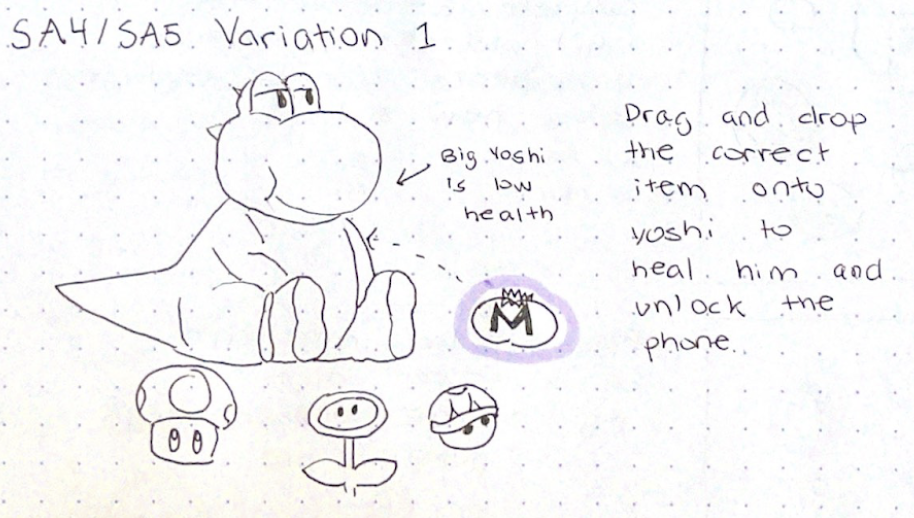 SA4/SA5 Variation 1
Big Yoshi
is low
health
Drag and drop
the correct
item onto
yoshi to
heal him and
unlock the
phone.
M